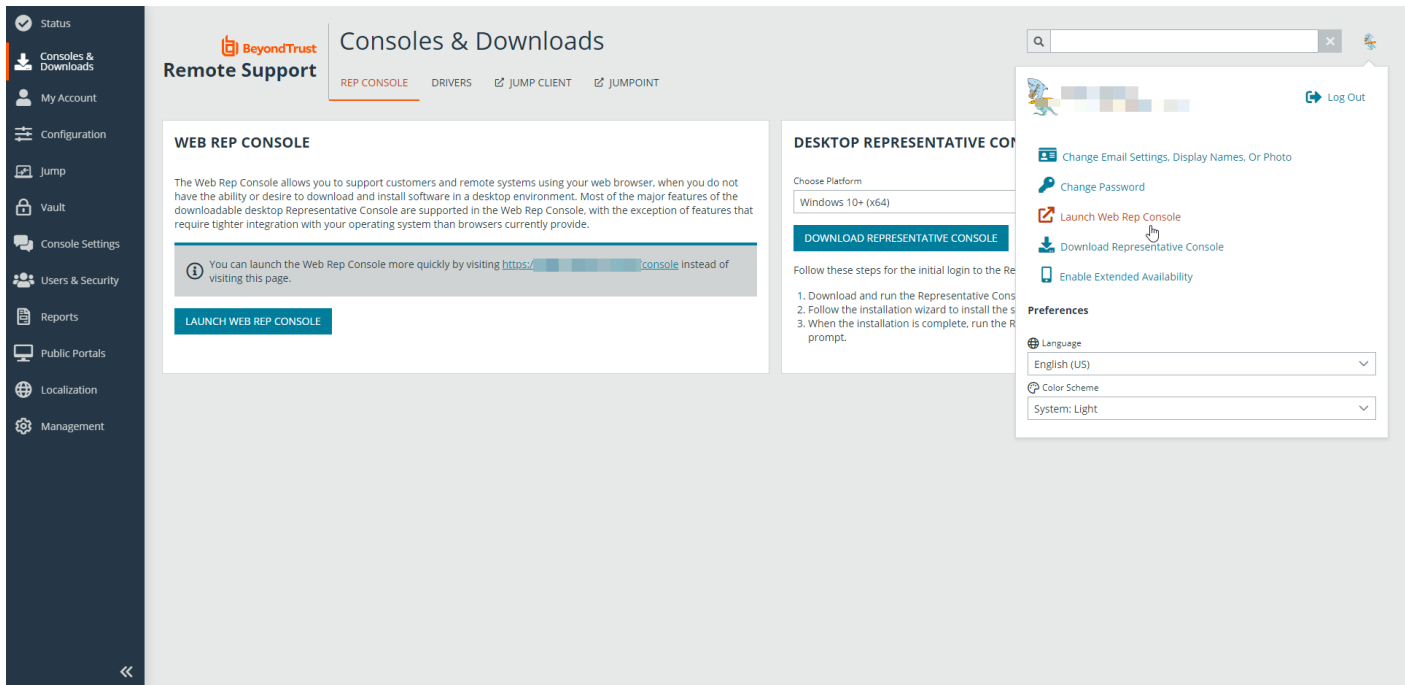 Status
Consoles &
Downloads
My Account
Configuration
Jump
Vault
Console Settings
Users & Security
Reports
Public Portals
Localization
Management
BeyondTrust
Remote Support
Consoles & Downloads
REP CONSOLE
DRIVERS
JUMP CLIENT
JUMPOINT
WEB REP CONSOLE
The Web Rep Console allows you to support customers and remote systems using your web browser, when you do not
have the ability or desire to download and install software in a desktop environment. Most of the major features of the
downloadable desktop Representative Console are supported in the Web Rep Console, with the exception of features that
require tighter integration with your operating system than browsers currently provide.
You can launch the Web Rep Console more quickly by visiting https:/ /console instead of
visiting this page.
LAUNCH WEB REP CONSOLE
DESKTOP REPRESENTATIVE CON
Choose Platform
Windows 10+ (x64)
DOWNLOAD REPRESENTATIVE CONSOLE
Follow these steps for the initial login to the Re
1. Download and run the Representative Cons
2. Follow the installation wizard to install the s
3. When the installation is complete, run the R
prompt.
Log Out
Change Email Settings, Display Names, Or Photo
Change Password
Launch Web Rep Console
Download Representative Console
Enable Extended Availability
Preferences
Language
English (US)
Color Scheme
System: Light